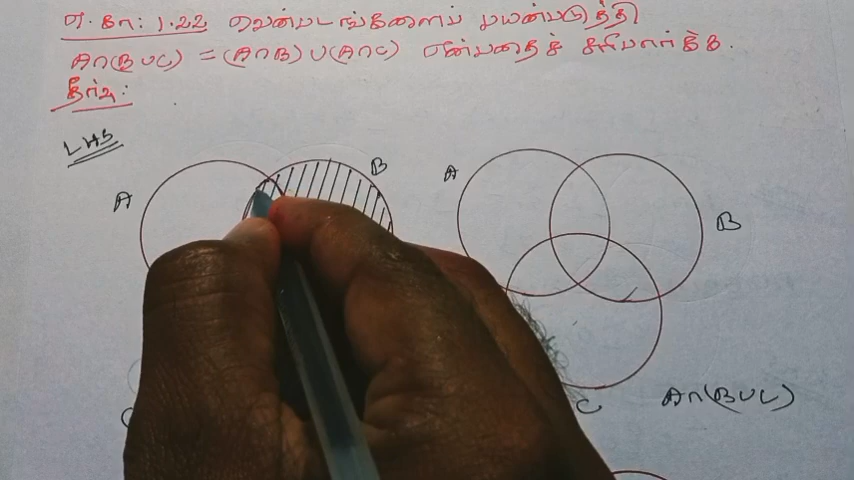 எ.கா: 1.22 வென்படங்களைப் பயன்படுத்தி
A∩(B∪C) = (A∩B)∪(A∩C) என்பதைச் சரிபார்க்க.
தீர்வு:
LHS
A
B
A
B
C
C
A∩(B∪C)